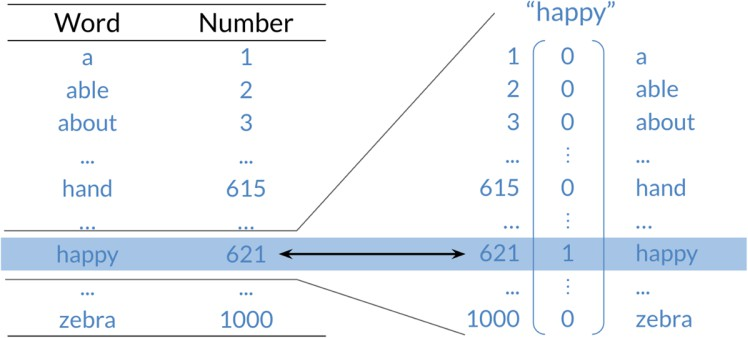 Word Number
a 1
able 2
about 3
... ...
hand 615
... ...
happy 621
... ...
zebra 1000
“happy”
1 0 a
2 0 able
3 0 about
... ⋮ ...
615 0 hand
... ⋮ ...
621 1 happy
... ⋮ ...
1000 0 zebra